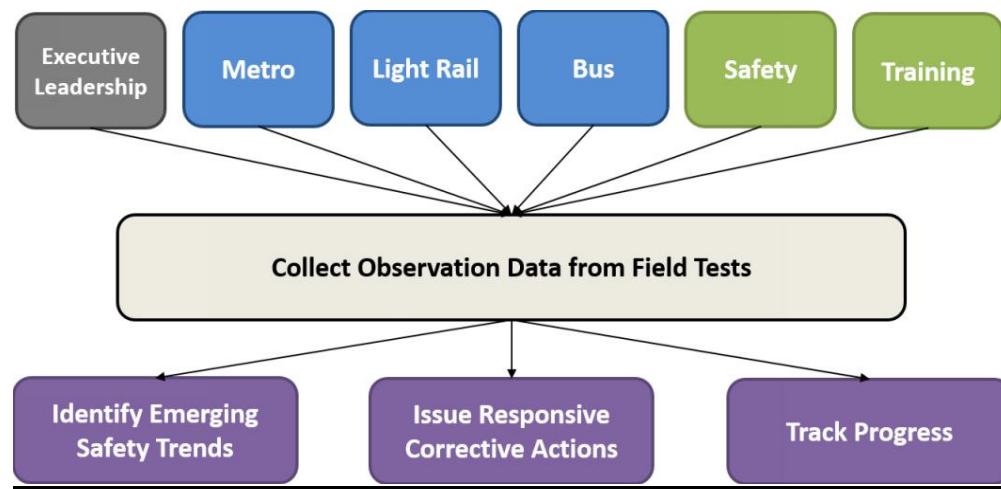 Executive
Leadership
Metro
Light Rail
Bus
Safety
Training
Collect Observation Data from Field Tests
Identify Emerging
Safety Trends
Issue Responsive
Corrective Actions
Track Progress